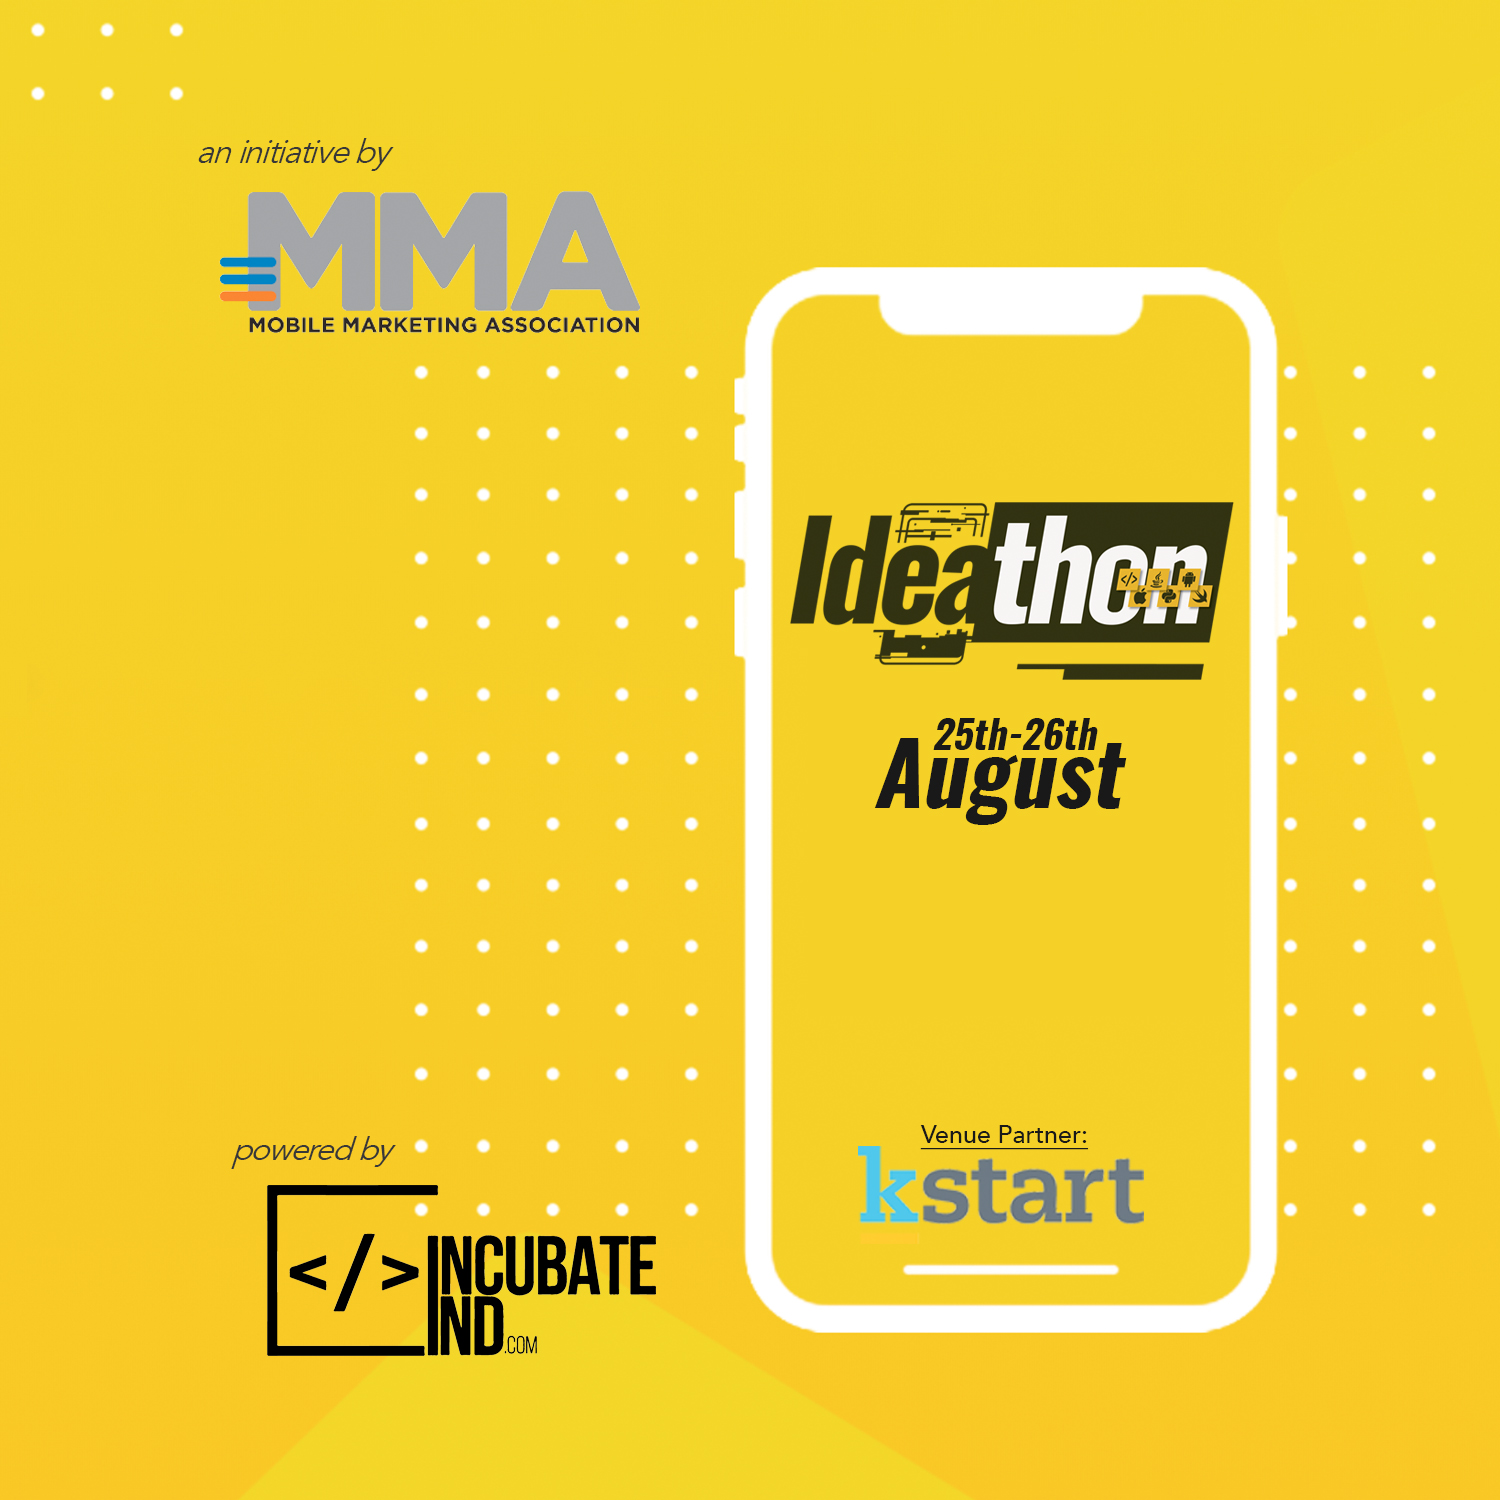 an initiative by
MMA
MOBILE MARKETING ASSOCIATION
Ideathon
</>
25th-26th
August
Venue Partner:
kstart
powered by
</> INCUBATE
IND.COM